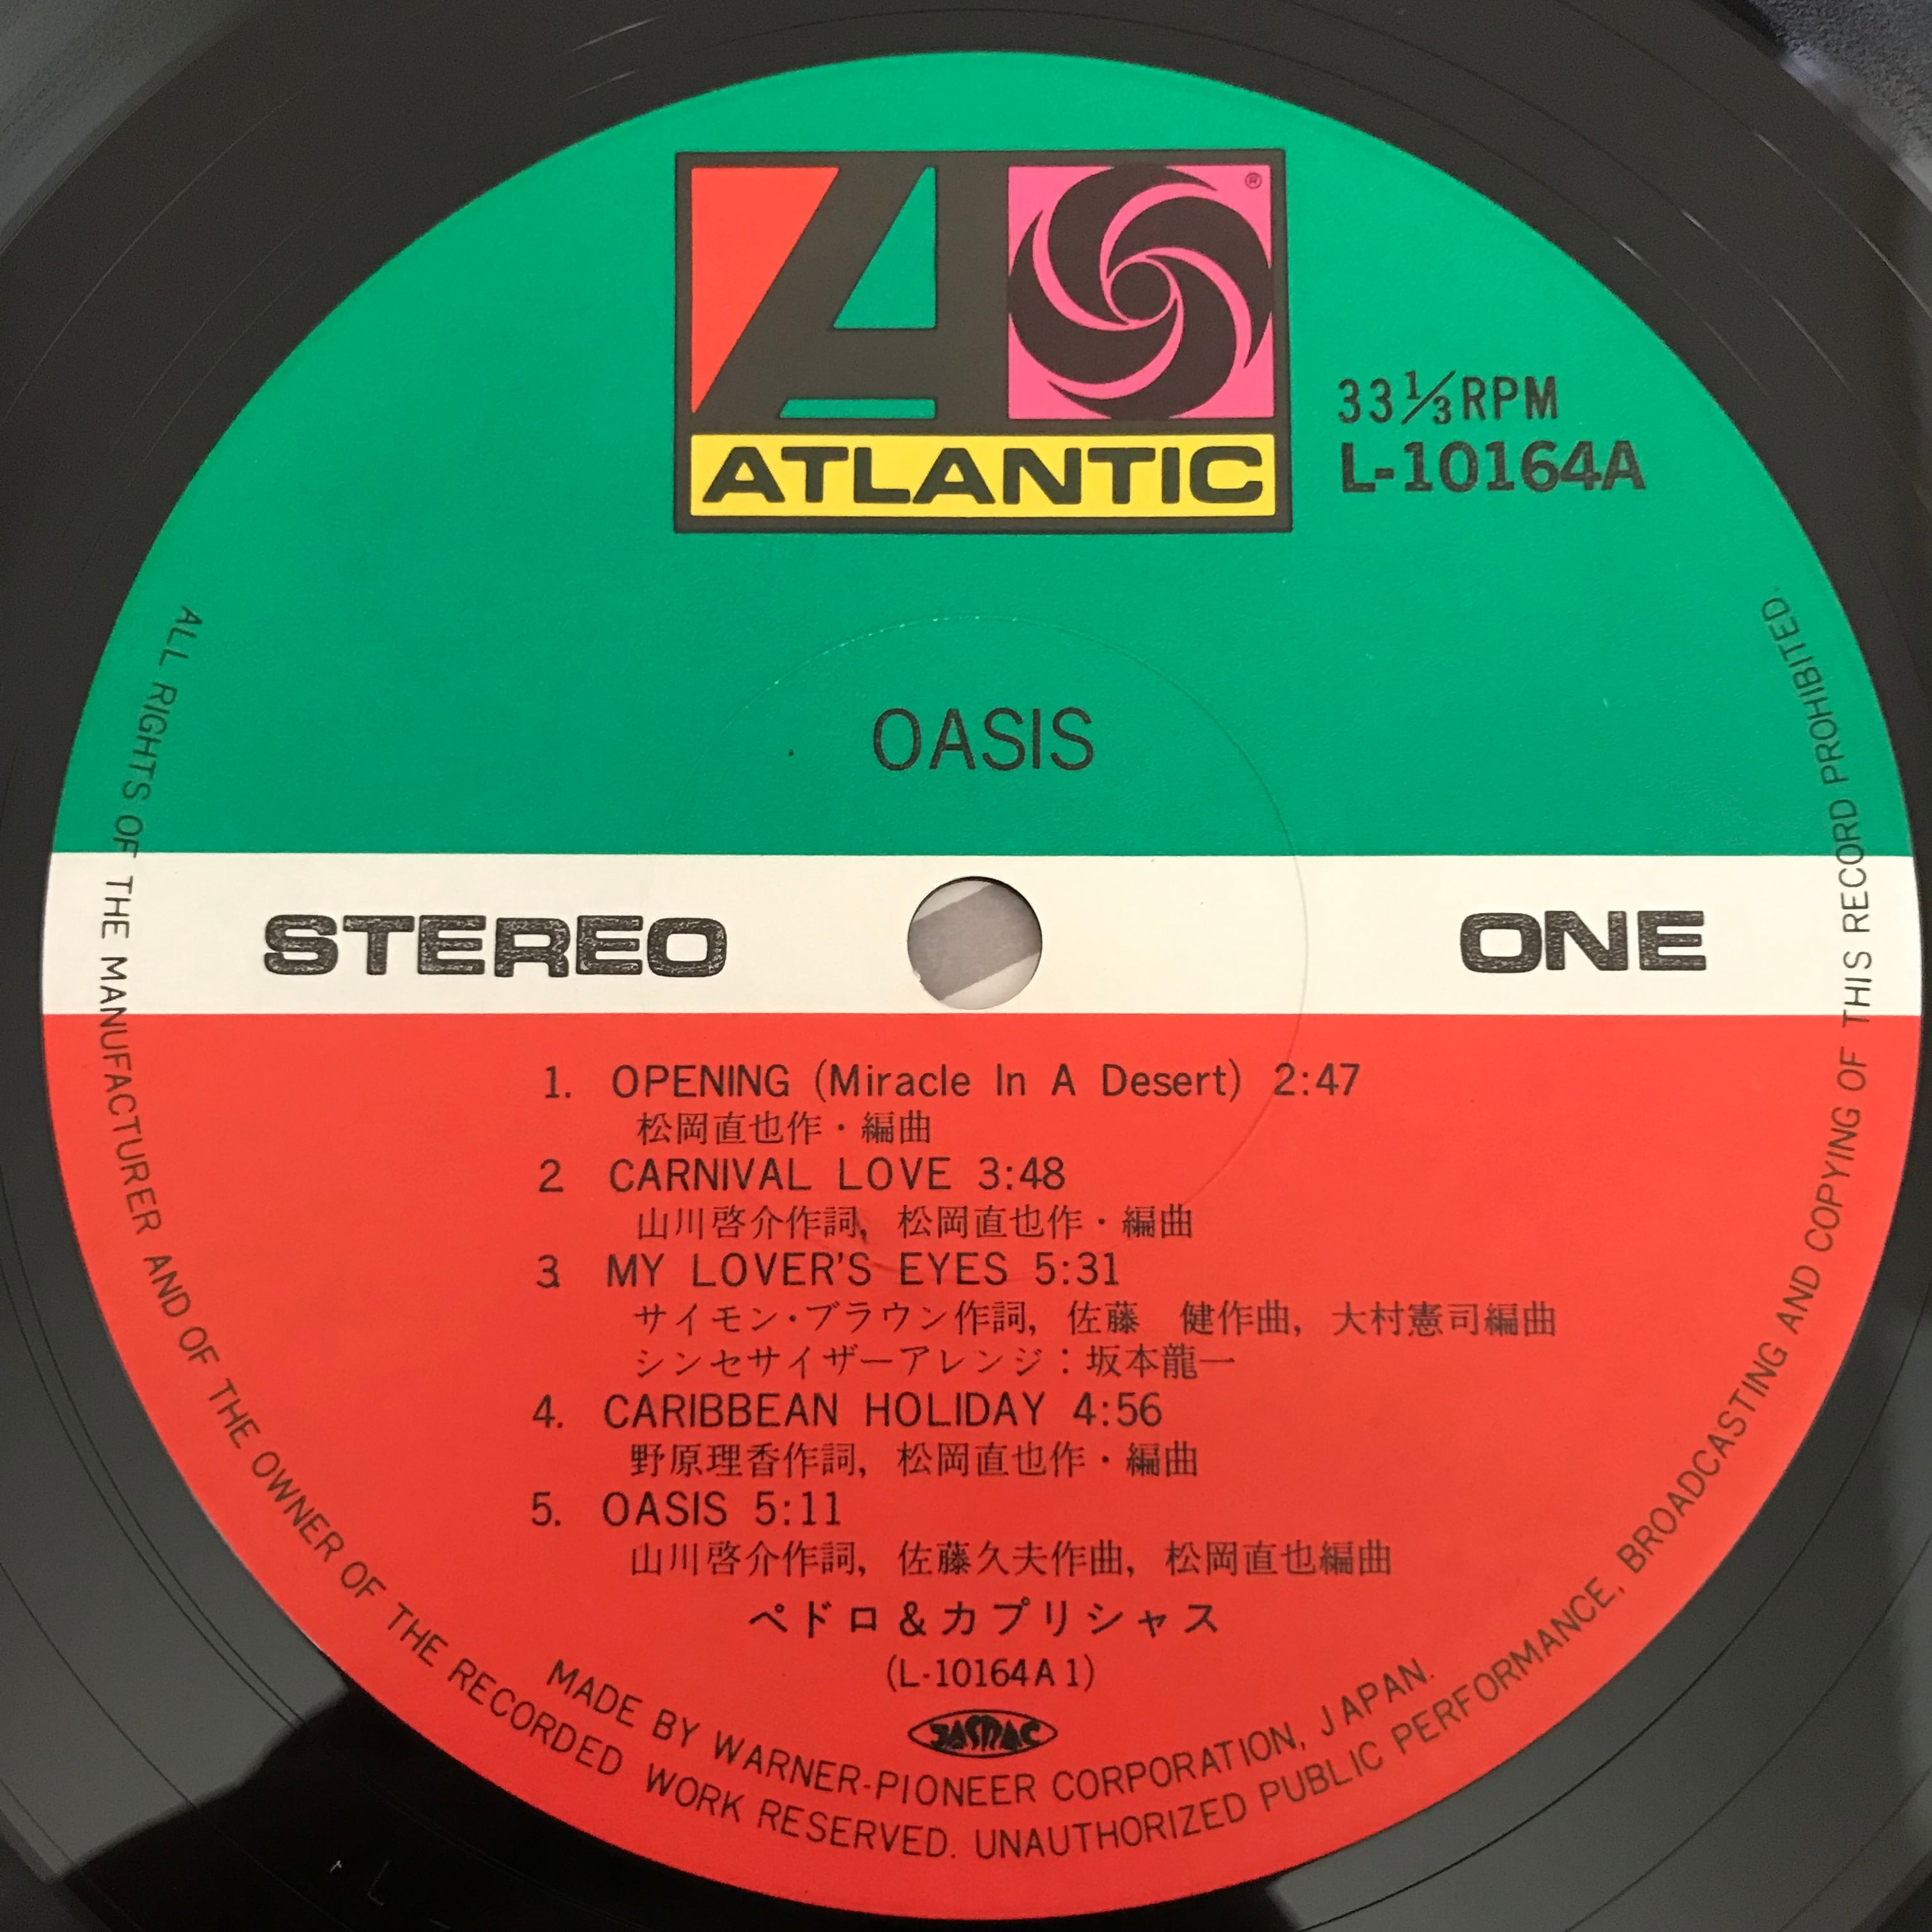 ATLANTIC
®
33⅓RPM
L-10164A
OASIS
STEREO
ONE
1. OPENING (Miracle In A Desert) 2:47
松岡直也作・編曲
2 CARNIVAL LOVE 3:48
山川啓介作詞, 松岡直也作・編曲
3. MY LOVER'S EYES 5:31
サイモン・ブラウン作詞, 佐藤 健作曲, 大村憲司編曲
シンセサイザーアレンジ：坂本龍一
4. CARIBBEAN HOLIDAY 4:56
野原理香作詞, 松岡直也作・編曲
5. OASIS 5:11
山川啓介作詞, 佐藤久夫作曲, 松岡直也編曲
ペドロ&カプリシャス
(L-10164A1)
JASRAC
MADE BY WARNER-PIONEER CORPORATION, JAPAN.
ALL RIGHTS OF THE MANUFACTURER AND OF THE OWNER OF THE RECORDED WORK RESERVED. UNAUTHORIZED PUBLIC PERFORMANCE, BROADCASTING AND COPYING OF THIS RECORD PROHIBITED.